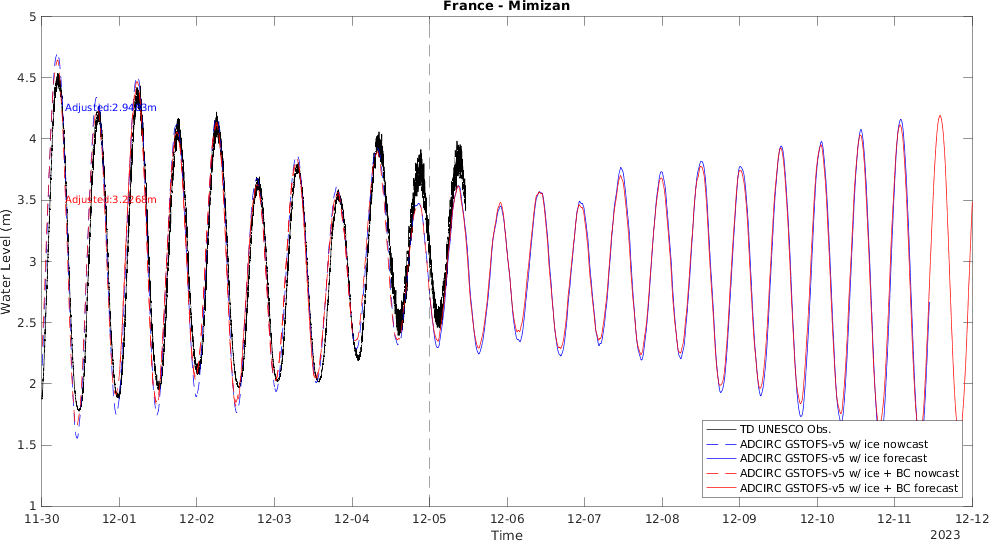 France - Mimizan
Water Level (m)
5
4.5
4
3.5
3
2.5
2
1.5
1
Adjusted:3.2268m
TD UNESCO Obs.
ADCIRC GSTOFS-v5 w/ ice nowcast
ADCIRC GSTOFS-v5 w/ ice forecast
ADCIRC GSTOFS-v5 w/ ice + BC nowcast
ADCIRC GSTOFS-v5 w/ ice + BC forecast
11-30 12-01 12-02 12-03 12-04 12-05 12-06 12-07 12-08 12-09 12-10 12-11 12-12
Time
2023